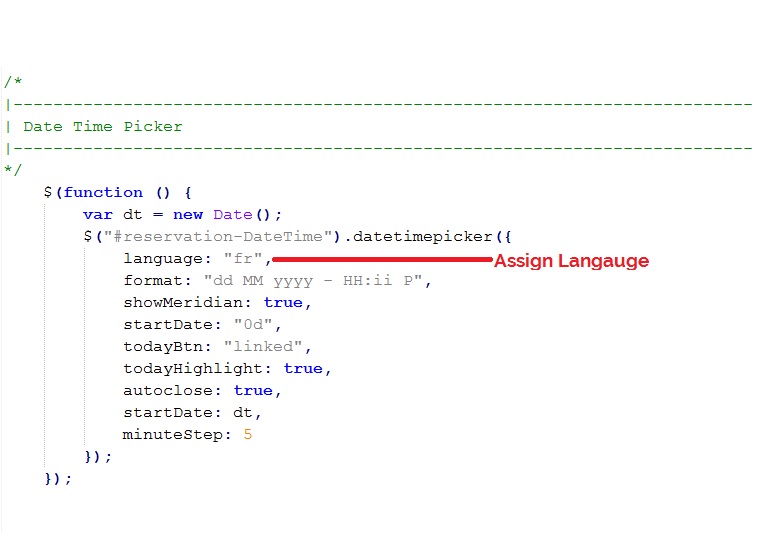 /*
|--------------------------------------------------------------------------
| Date Time Picker
|--------------------------------------------------------------------------
*/
$(function () {
var dt = new Date();
$("#reservation-DateTime").datetimepicker({
language: "fr", Assign Langauge
format: "dd MM yyyy - HH:ii P",
showMeridian: true,
startDate: "0d",
todayBtn: "linked",
todayHighlight: true,
autoclose: true,
startDate: dt,
minuteStep: 5
});
});